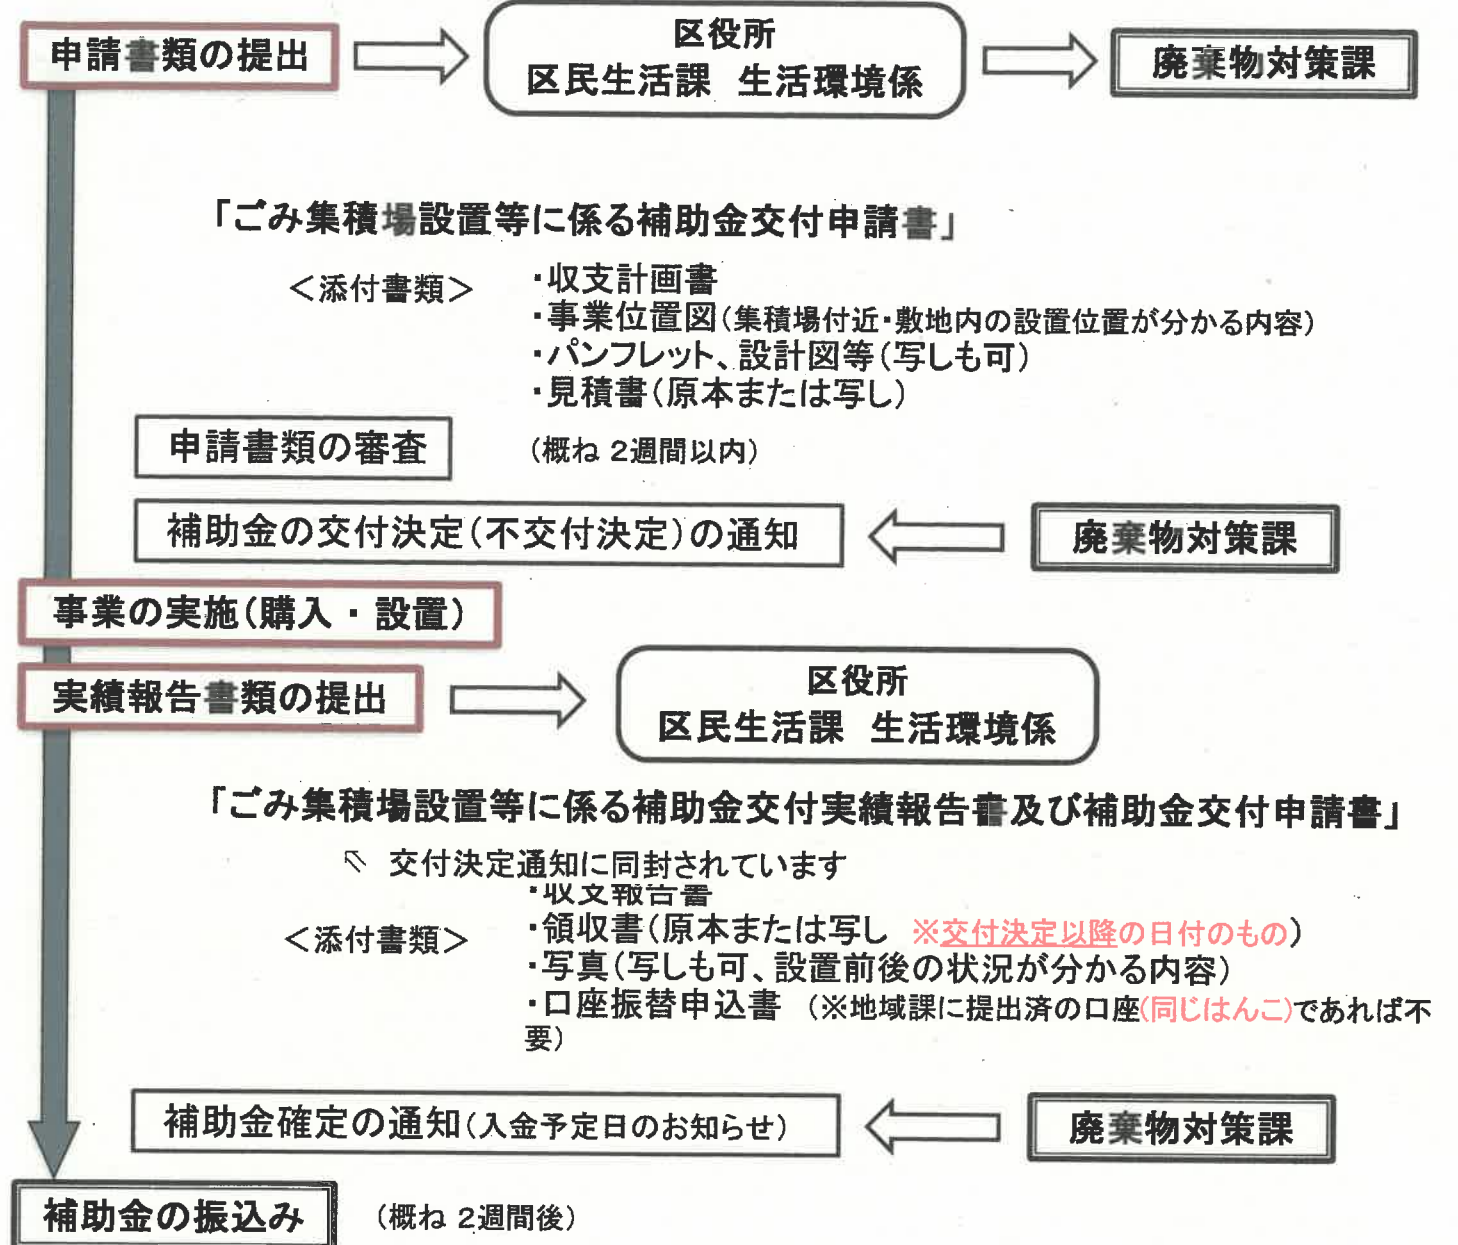 申請書類の提出
区役所
区民生活課 生活環境係
廃棄物対策課
「ごみ集積場設置等に係る補助金交付申請書」
＜添付書類＞
・収支計画書
・事業位置図（集積場付近・敷地内の設置位置が分かる内容）
・パンフレット、設計図等（写しも可）
・見積書（原本または写し）
申請書類の審査
（概ね 2週間以内）
補助金の交付決定（不交付決定）の通知
廃棄物対策課
事業の実施（購入・設置）
実績報告書類の提出
区役所
区民生活課 生活環境係
「ごみ集積場設置等に係る補助金交付実績報告書及び補助金交付申請書」
交付決定通知に同封されています
・収支報告書
＜添付書類＞
・領収書（原本または写し ※交付決定以降の日付のもの）
・写真（写しも可、設置前後の状況が分かる内容）
・口座振替申込書 （※地域課に提出済の口座(同じはんこ)であれば不
要）
補助金確定の通知（入金予定日のお知らせ）
廃棄物対策課
補助金の振込み
（概ね 2週間後）